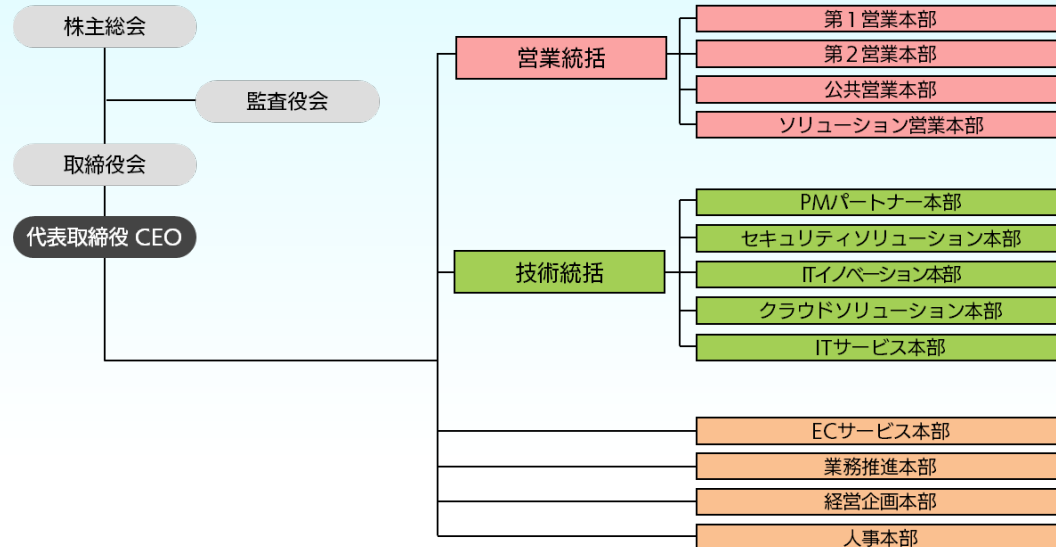 株主総会
監査役会
取締役会
代表取締役 CEO
営業統括
第1営業本部
第2営業本部
公共営業本部
ソリューション営業本部
技術統括
PMパートナー本部
セキュリティソリューション本部
ITイノベーション本部
クラウドソリューション本部
ITサービス本部
ECサービス本部
業務推進本部
経営企画本部
人事本部